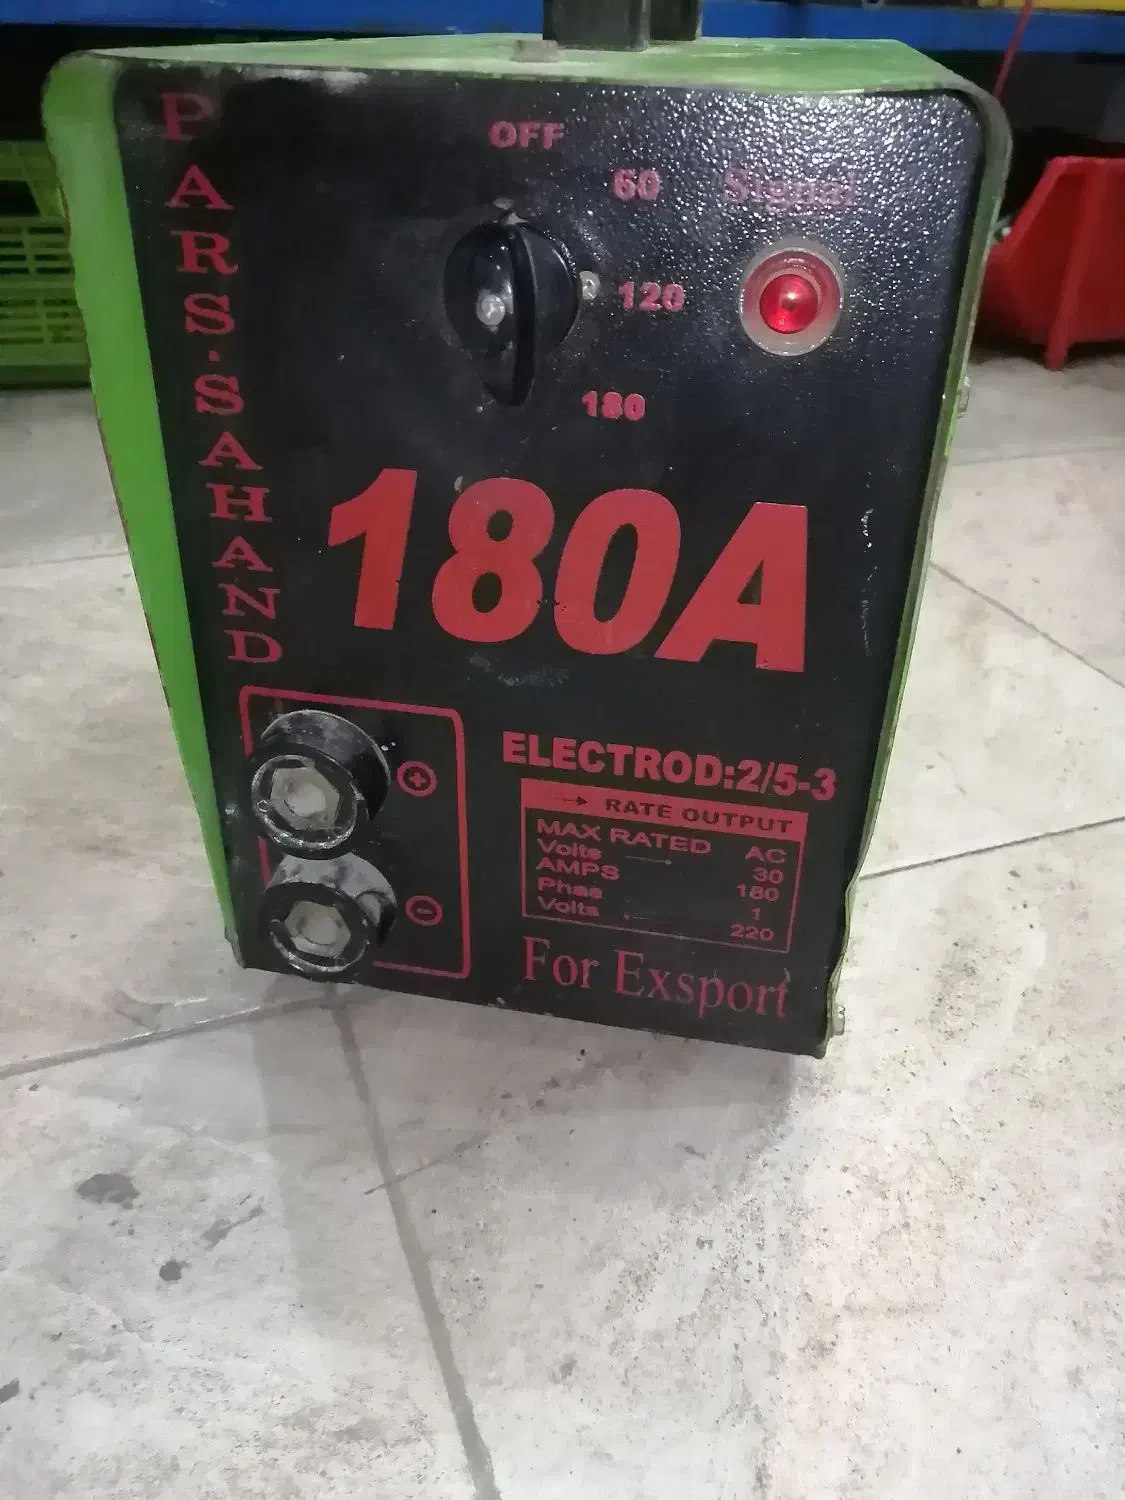 PARS.SAHAND
OFF
60
Signal
120
180
180A
ELECTROD:2/5-3
→ RATE OUTPUT
MAX RATED AC
Volts → 30
AMPS 180
Phas 1
Volts 220
+
-
For Exsport